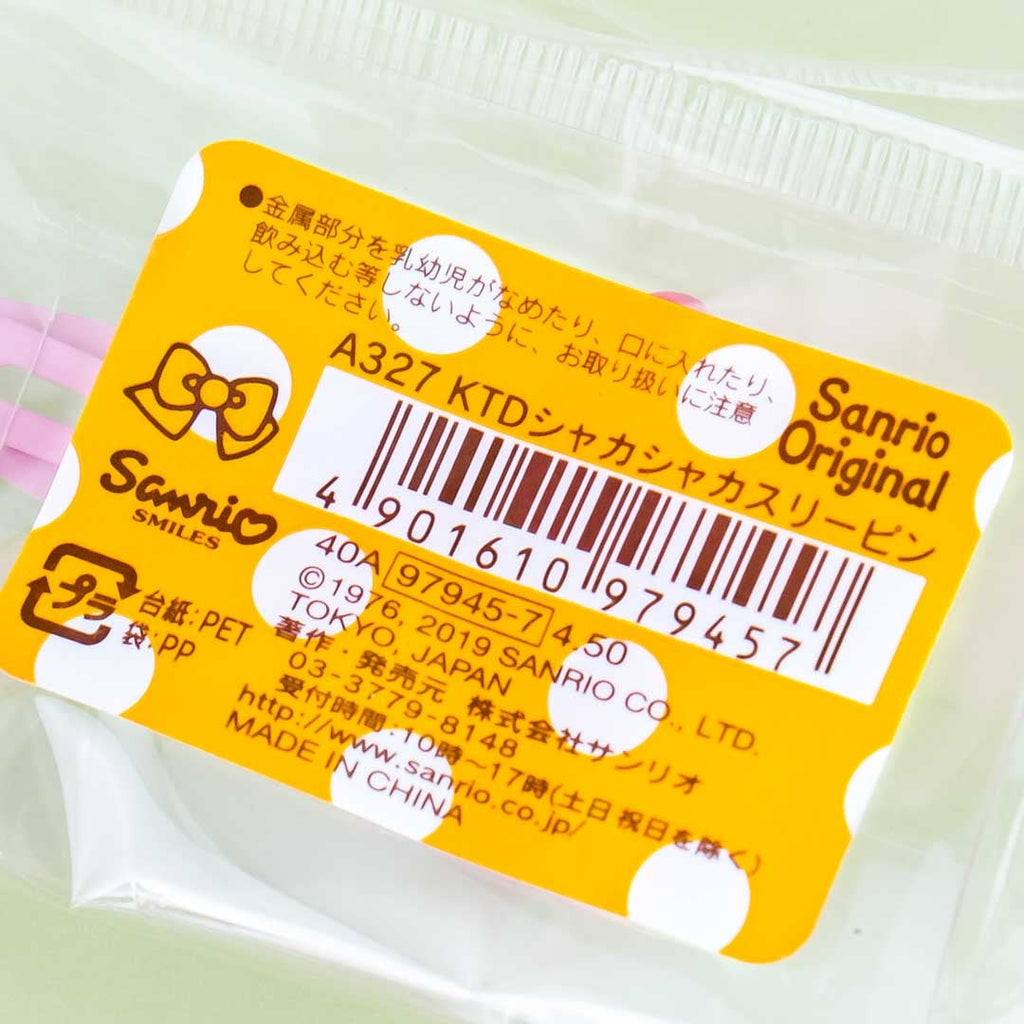 ●金属部分を乳幼児がなめたり、口に入れたり、
飲み込む等しないように、お取り扱いに注意
してください。
Sanrio
Original
A327 KTDシャカシャカスリーピン
4 901610 979457
Sanrio
SMILES
40A 97945-7 4.50
©1976, 2019 SANRIO CO., LTD.
TOKYO, JAPAN
著作・発売元 株式会社サンリオ
03-3779-8148
受付時間:10時～17時(土日祝日を除く)
http://www.sanrio.co.jp/
MADE IN CHINA
プラ
台紙:PET
袋:PP